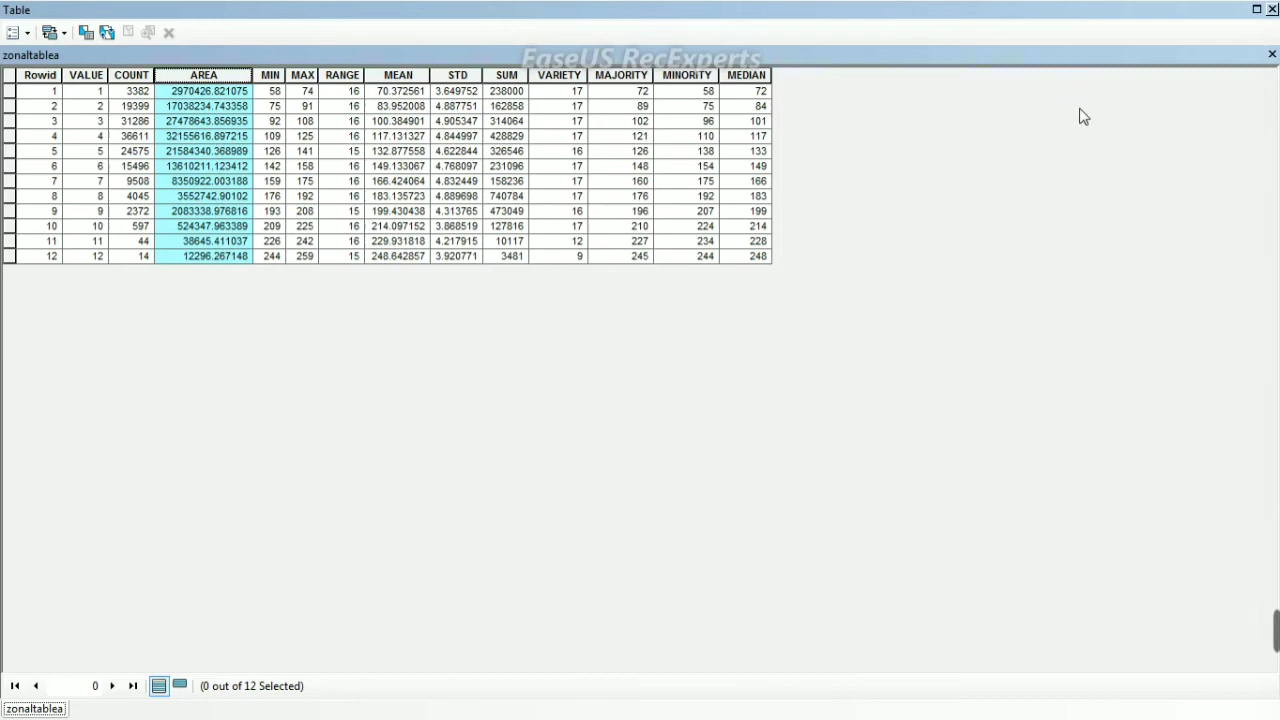 Table
zonaltablea
EaseUS RecExperts
Rowid VALUE COUNT AREA MIN MAX RANGE MEAN STD SUM VARIETY MAJORITY MINORITY MEDIAN
1 1 3382 2970426.821075 58 74 16 70.372561 3.649752 238000 17 72 58 72
2 2 19399 17038234.743358 75 91 16 83.952008 4.887751 162858 17 89 75 84
3 3 31286 27478643.856935 92 108 16 100.384901 4.905347 314064 17 102 96 101
4 4 36611 32155616.897215 109 125 16 117.131327 4.844997 428829 17 121 110 117
5 5 24575 21584340.368989 126 141 15 132.877558 4.622844 326546 16 126 138 133
6 6 15496 13610211.123412 142 158 16 149.133067 4.768097 231096 17 148 154 149
7 7 9508 8350922.003188 159 175 16 166.424064 4.832449 158236 17 160 175 166
8 8 4045 3552742.90102 176 192 16 183.135723 4.889698 740784 17 176 192 183
9 9 2372 2083338.976816 193 208 15 199.430438 4.313765 473049 16 196 207 199
10 10 597 524347.963389 209 225 16 214.097152 3.868519 127816 17 210 224 214
11 11 44 38645.411037 226 242 16 229.931818 4.217915 10117 12 227 234 228
12 12 14 12296.267148 244 259 15 248.642857 3.920771 3481 9 245 244 248
0 (0 out of 12 Selected)
zonaltablea